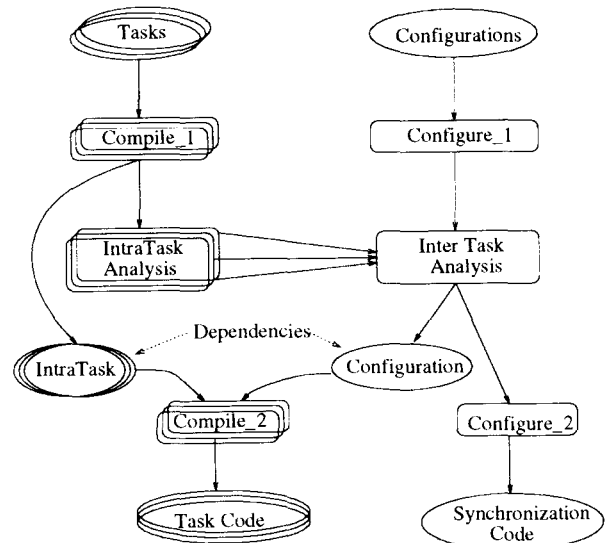 Tasks
Configurations
Compile_1
Configure_1
IntraTask
Analysis
Inter Task
Analysis
Dependencies
IntraTask
Configuration
Compile_2
Configure_2
Task Code
Synchronization
Code